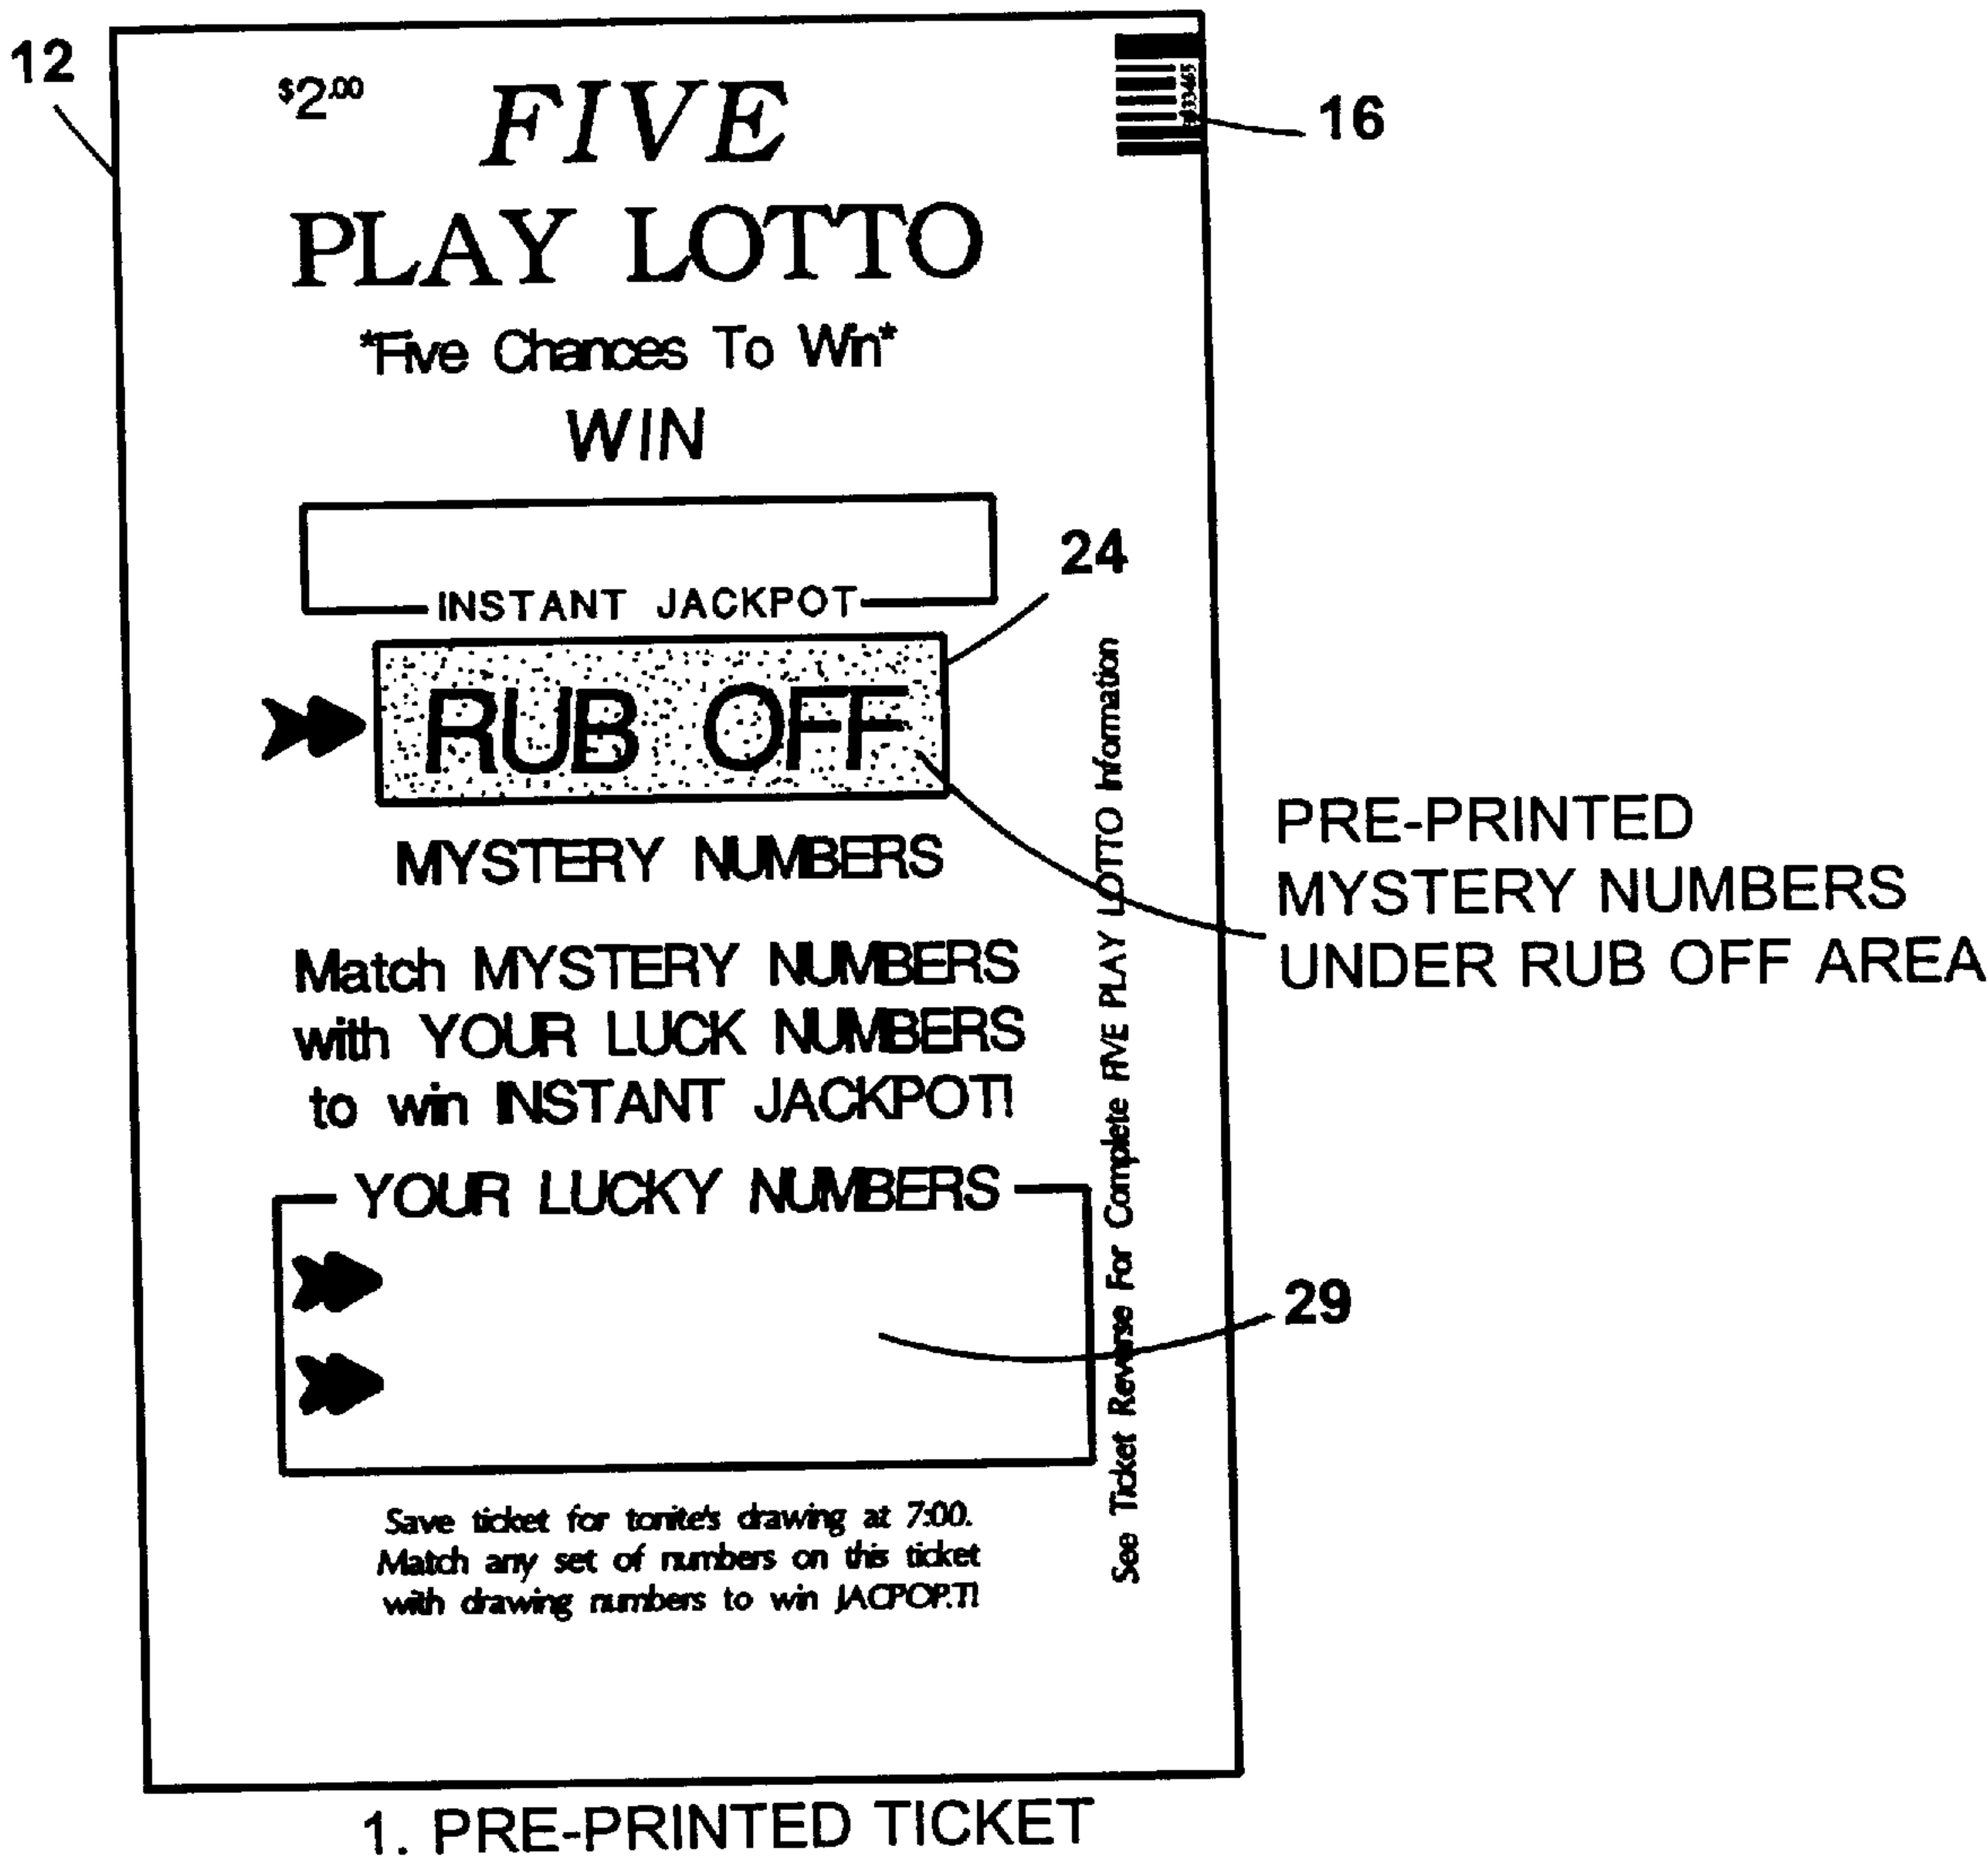 12
$2.00
FIVE
PLAY LOTTO
*Five Chances To Win*
WIN
INSTANT JACKPOT
RUB OFF
MYSTERY NUMBERS
Match MYSTERY NUMBERS
with YOUR LUCK NUMBERS
to win INSTANT JACKPOT!
YOUR LUCKY NUMBERS
Save ticket for tonite's drawing at 7:00.
Match any set of numbers on this ticket
with drawing numbers to win JACPOP.T!
See Ticket Reverse For Complete FIVE PLAY LOTTO Information
16
24
PRE-PRINTED
MYSTERY NUMBERS
UNDER RUB OFF AREA
29
1. PRE-PRINTED TICKET